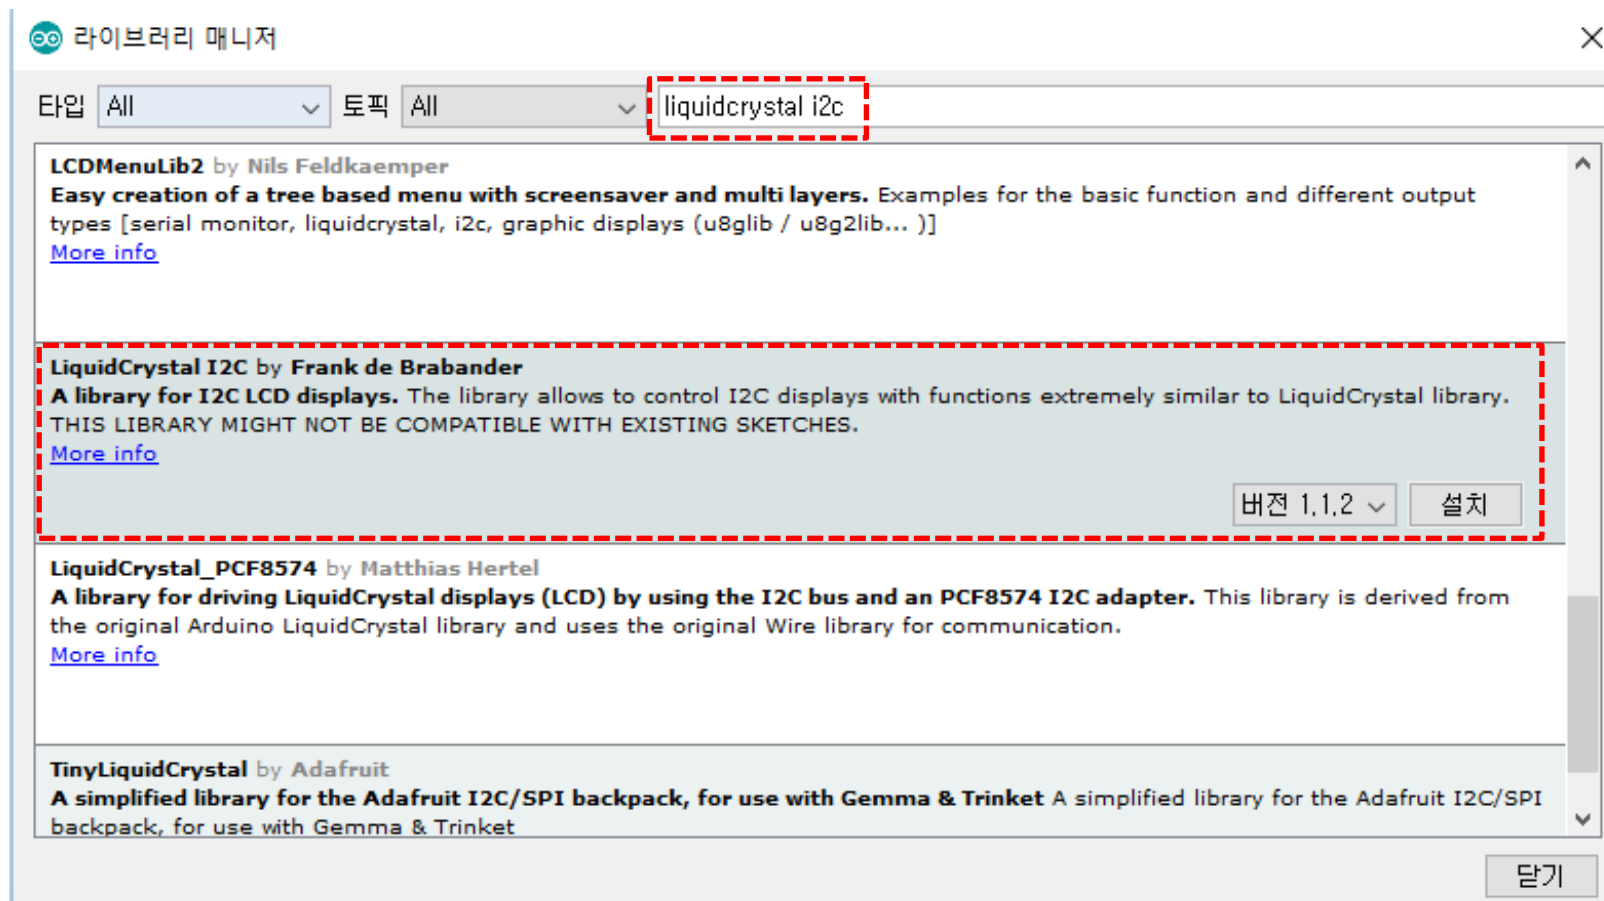 라이브러리 매니저
타입 All 토픽 All liquidcrystal i2c
LCDMenuLib2 by Nils Feldkaemper
Easy creation of a tree based menu with screensaver and multi layers. Examples for the basic function and different output
types [serial monitor, liquidcrystal, i2c, graphic displays (u8glib / u8g2lib... )]
More info
LiquidCrystal I2C by Frank de Brabander
A library for I2C LCD displays. The library allows to control I2C displays with functions extremely similar to LiquidCrystal library.
THIS LIBRARY MIGHT NOT BE COMPATIBLE WITH EXISTING SKETCHES.
More info
버전 1.1.2 설치
LiquidCrystal_PCF8574 by Matthias Hertel
A library for driving LiquidCrystal displays (LCD) by using the I2C bus and an PCF8574 I2C adapter. This library is derived from
the original Arduino LiquidCrystal library and uses the original Wire library for communication.
More info
TinyLiquidCrystal by Adafruit
A simplified library for the Adafruit I2C/SPI backpack, for use with Gemma & Trinket A simplified library for the Adafruit I2C/SPI
backpack, for use with Gemma & Trinket
닫기